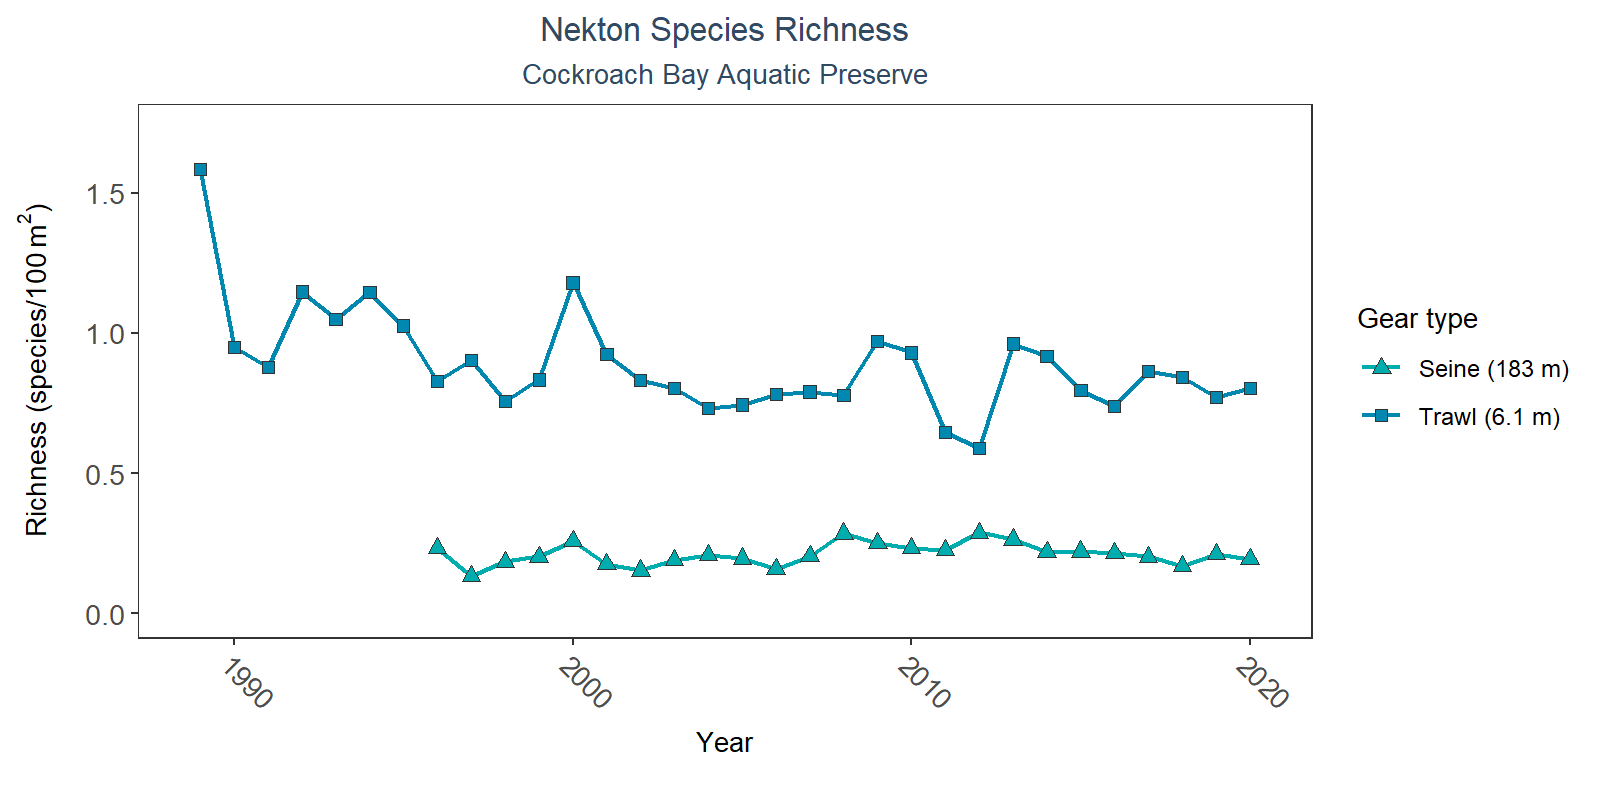 Nekton Species Richness
Cockroach Bay Aquatic Preserve
Richness (species/100 m²)
1.5
1.0
0.5
0.0
1990
2000
2010
2020
Year
Gear type
Seine (183 m)
Trawl (6.1 m)